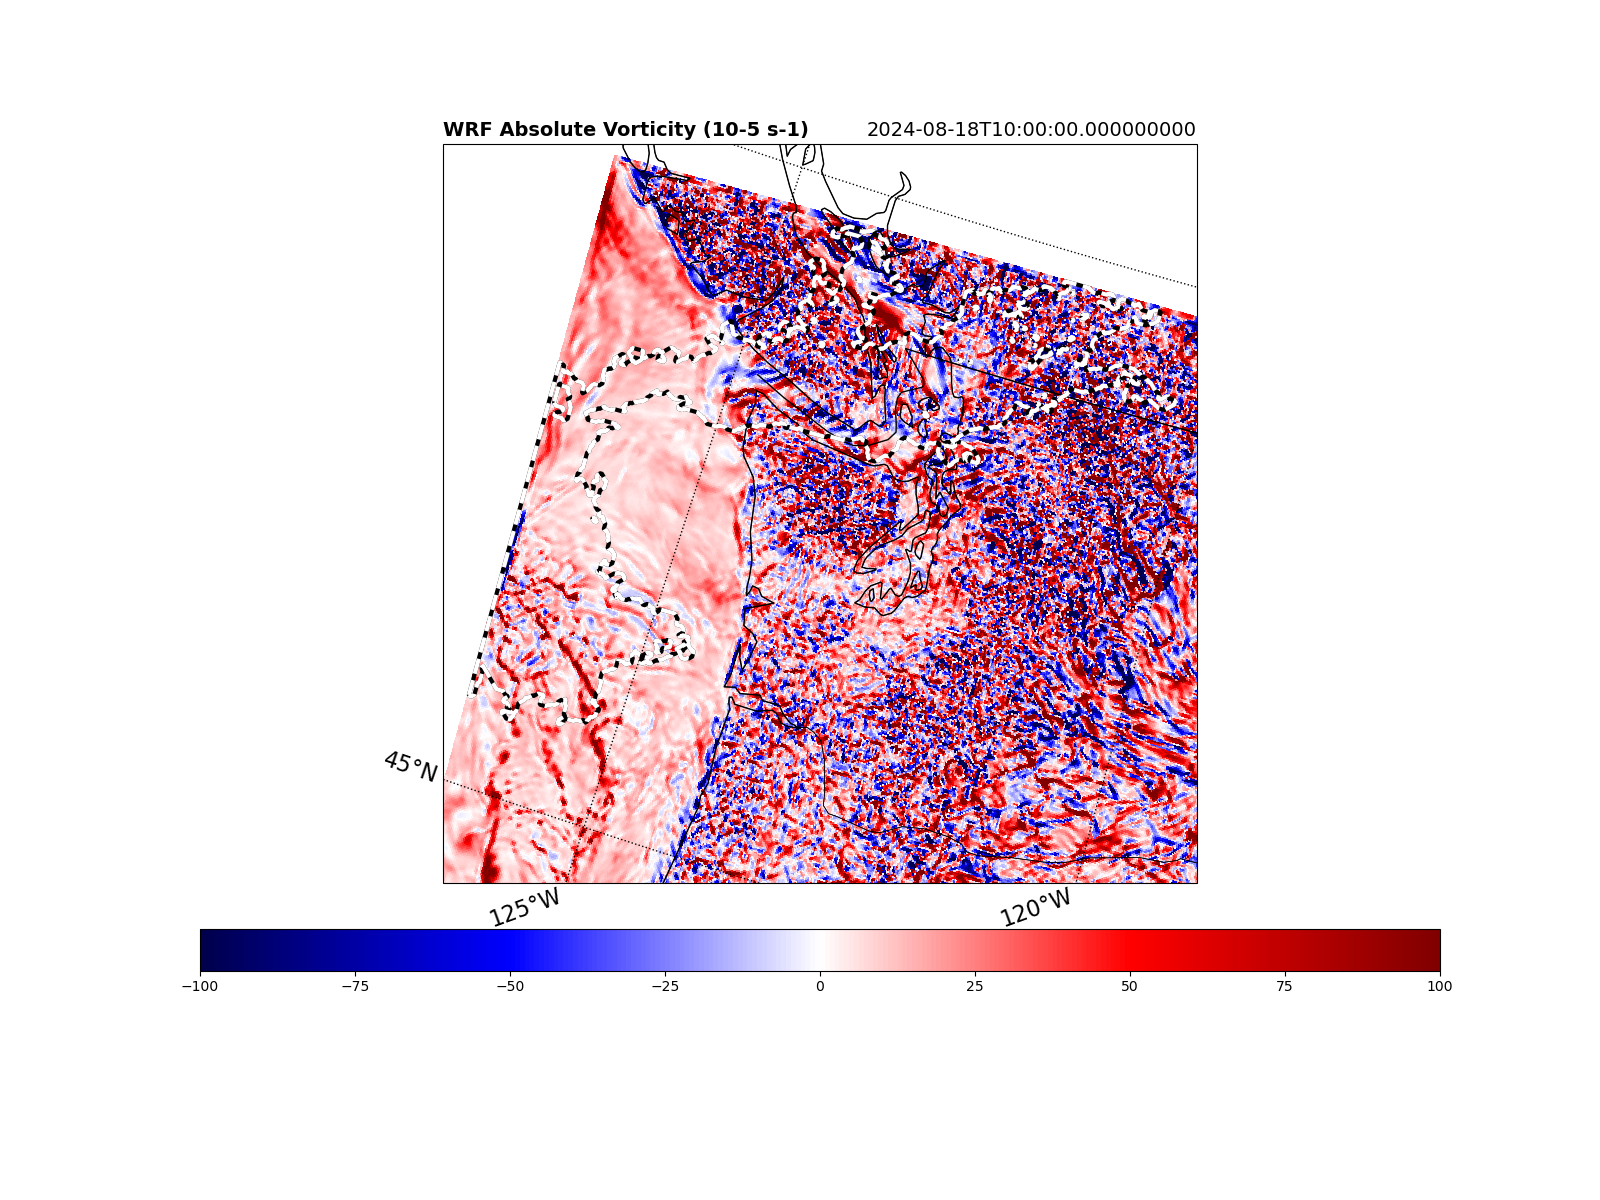 WRF Absolute Vorticity (10-5 s-1) 2024-08-18T10:00:00.000000000
45°N
125°W 120°W
−100 −75 −50 −25 0 25 50 75 100